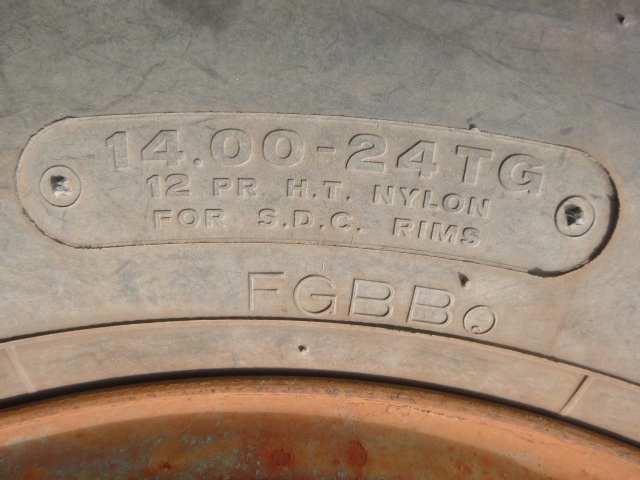 14.00-24TG
12 PR H.T. NYLON
FOR S.D.C. RIMS
FGBB